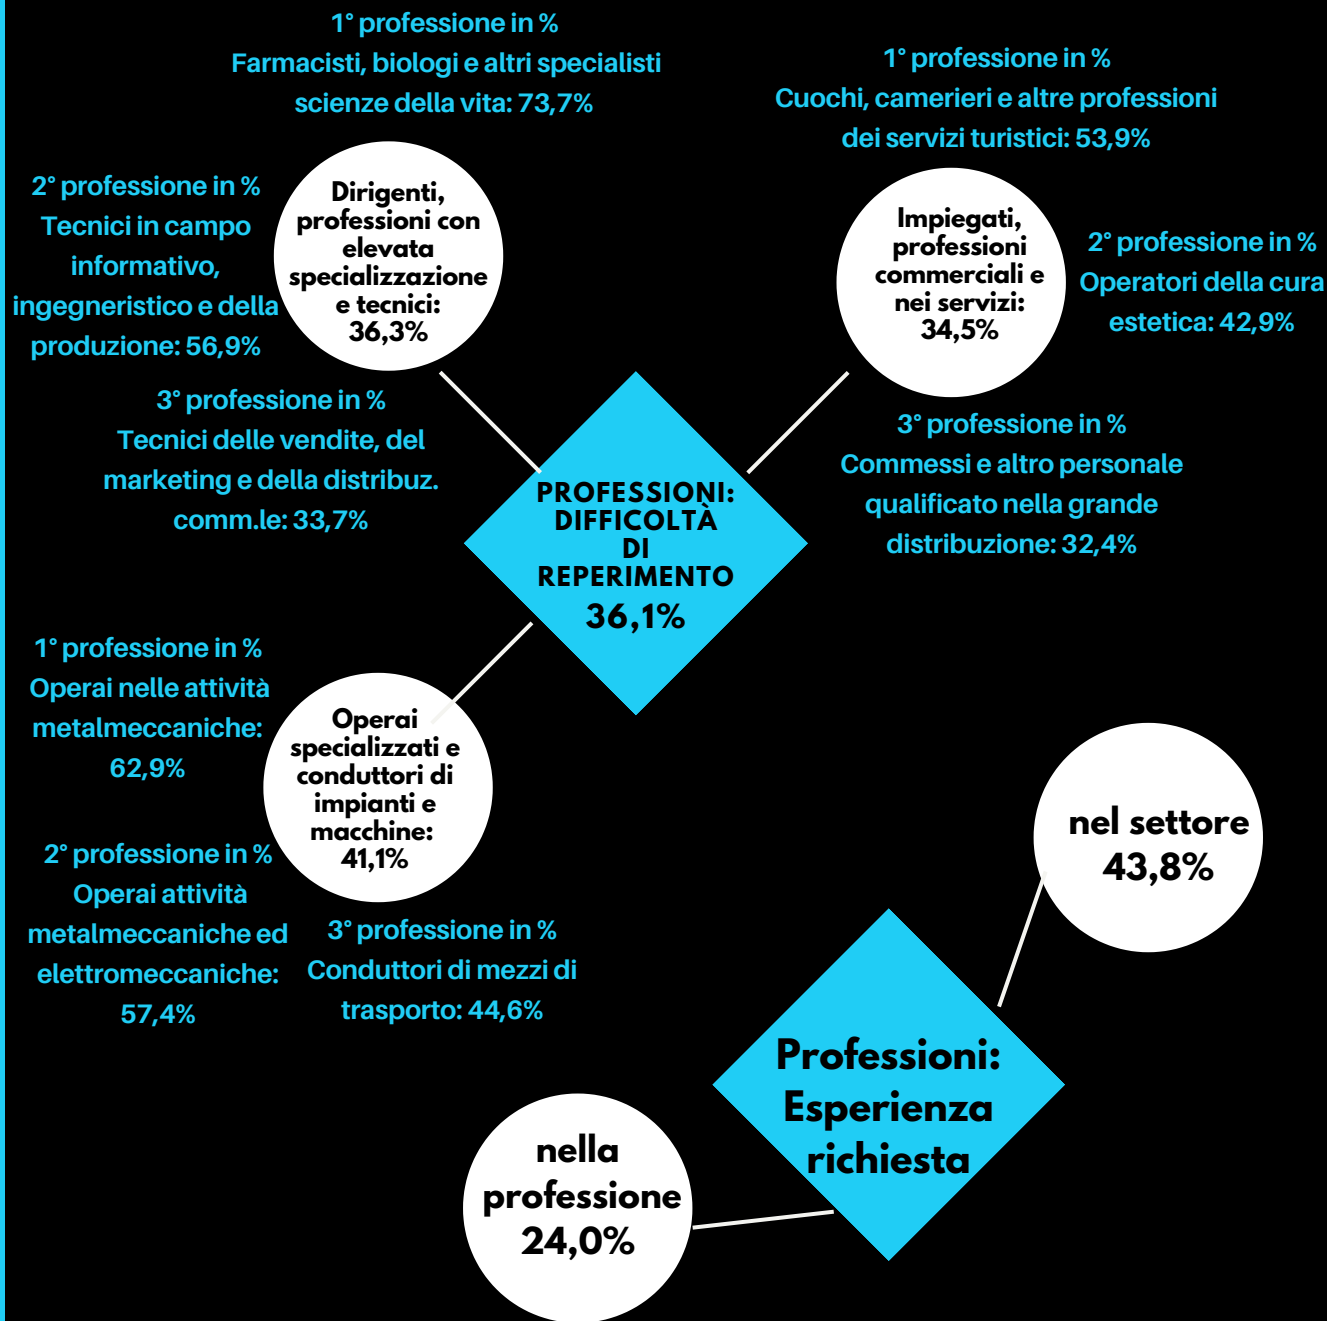 1° professione in %
Farmacisti, biologi e altri specialisti
scienze della vita: 73,7%
2° professione in %
Tecnici in campo
informativo,
ingegneristico e della
produzione: 56,9%
Dirigenti,
professioni con
elevata
specializzazione
e tecnici:
36,3%
3° professione in %
Tecnici delle vendite, del
marketing e della distribuz.
comm.le: 33,7%
1° professione in %
Cuochi, camerieri e altre professioni
dei servizi turistici: 53,9%
Impiegati,
professioni
commerciali e
nei servizi:
34,5%
2° professione in %
Operatori della cura
estetica: 42,9%
3° professione in %
Commessi e altro personale
qualificato nella grande
distribuzione: 32,4%
PROFESSIONI:
DIFFICOLTÀ
DI
REPERIMENTO
36,1%
1° professione in %
Operai nelle attività
metalmeccaniche:
62,9%
Operai
specializzati e
conduttori di
impianti e
macchine:
41,1%
2° professione in %
Operai attività
metalmeccaniche ed
elettromeccaniche:
57,4%
3° professione in %
Conduttori di mezzi di
trasporto: 44,6%
nel settore
43,8%
Professioni:
Esperienza
richiesta
nella
professione
24,0%